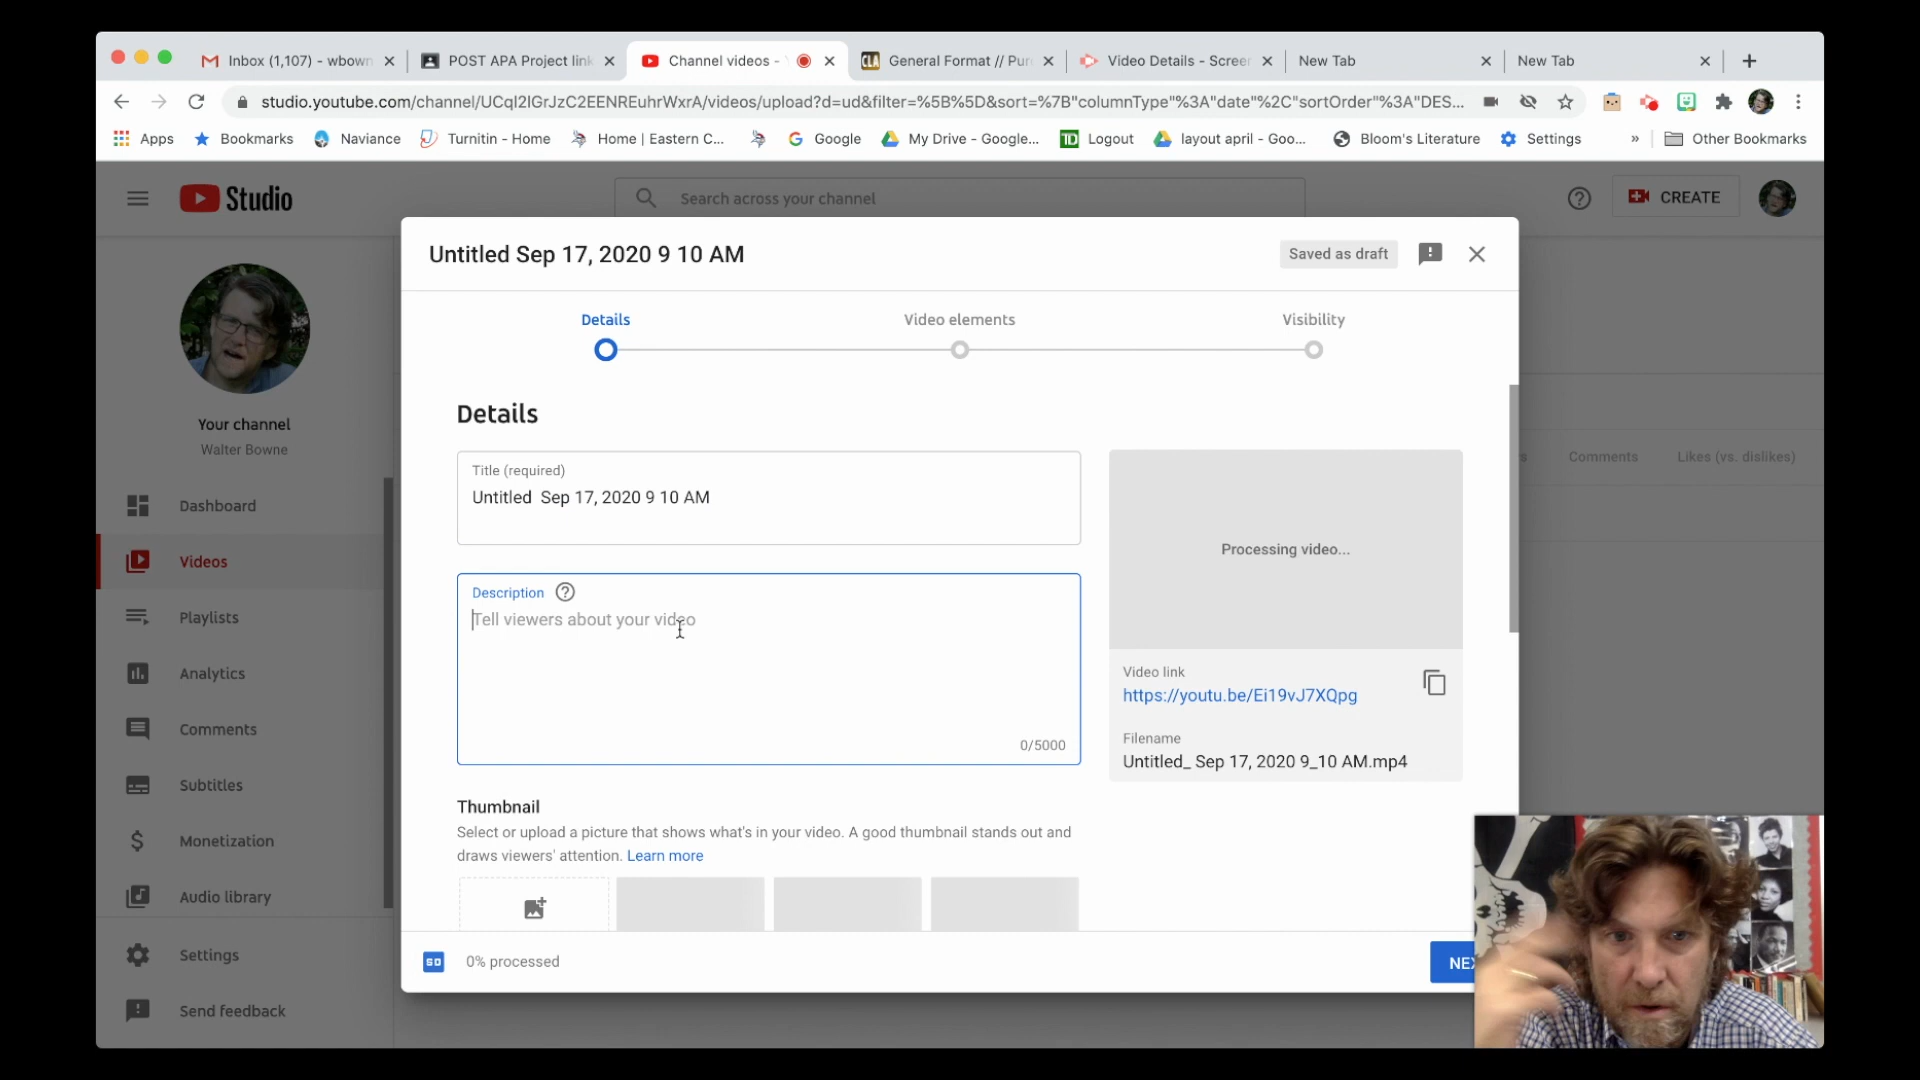 Inbox (1,107) - wbown
POST APA Project link
Channel videos -
CLA General Format // Pur
Video Details - Screen
New Tab
New Tab
studio.youtube.com/channel/UCqI2IGrJzC2EENREuhrWxrA/videos/upload?d=ud&filter=%5B%5D&sort=%7B"columnType"%3A"date"%2C"sortOrder"%3A"DES...
Apps
Bookmarks
Naviance
Turnitin - Home
Home | Eastern C...
Google
My Drive - Google...
TD Logout
layout april - Goo...
Bloom's Literature
Settings
»
Other Bookmarks
Studio
Search across your channel
CREATE
Your channel
Walter Bowne
Dashboard
Videos
Playlists
Analytics
Comments
Subtitles
Monetization
Audio library
Settings
Send feedback
Comments
Likes (vs. dislikes)
Untitled Sep 17, 2020 9 10 AM
Saved as draft
Details
Video elements
Visibility
Details
Title (required)
Untitled Sep 17, 2020 9 10 AM
Description
Tell viewers about your video
0/5000
Processing video...
Video link
https://youtu.be/Ei19vJ7XQpg
Filename
Untitled_ Sep 17, 2020 9_10 AM.mp4
Thumbnail
Select or upload a picture that shows what's in your video. A good thumbnail stands out and
draws viewers' attention. Learn more
SD 0% processed